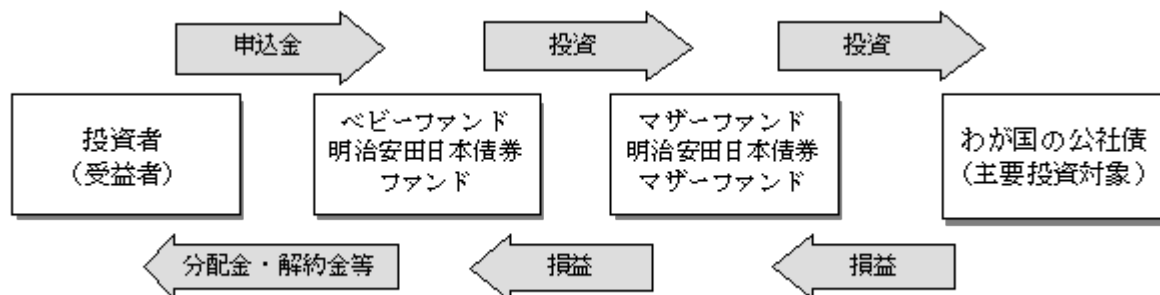 申込金
投資
投資
投資者
（受益者）
ベビーファンド
明治安田日本債券
ファンド
マザーファンド
明治安田日本債券
マザーファンド
わが国の公社債
（主要投資対象）
分配金・解約金等
損益
損益